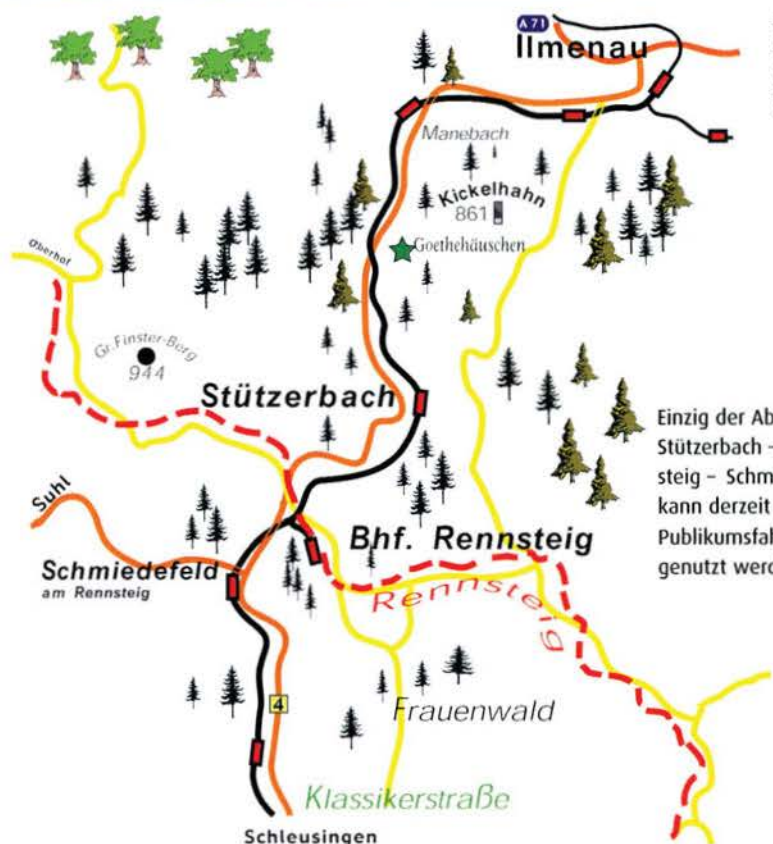 A 71
Ilmenau
Manebach
Kickelhahn
861
Goethehäuschen
Oberhof
Gr. Finster-Berg
944
Stützerbach
Einzig der Ab
Stützerbach -
steig – Schm
kann derzeit
Publikumsfah
genutzt werd
Suhl
Bhf. Rennsteig
Schmiedefeld
am Rennsteig
Rennsteig
4
Frauenwald
Klassikerstraße
Schleusingen